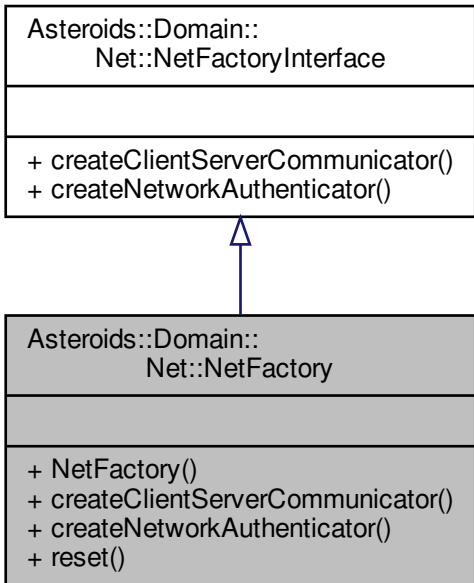 Asteroids::Domain::
Net::NetFactoryInterface
+ createClientServerCommunicator()
+ createNetworkAuthenticator()
Asteroids::Domain::
Net::NetFactory
+ NetFactory()
+ createClientServerCommunicator()
+ createNetworkAuthenticator()
+ reset()